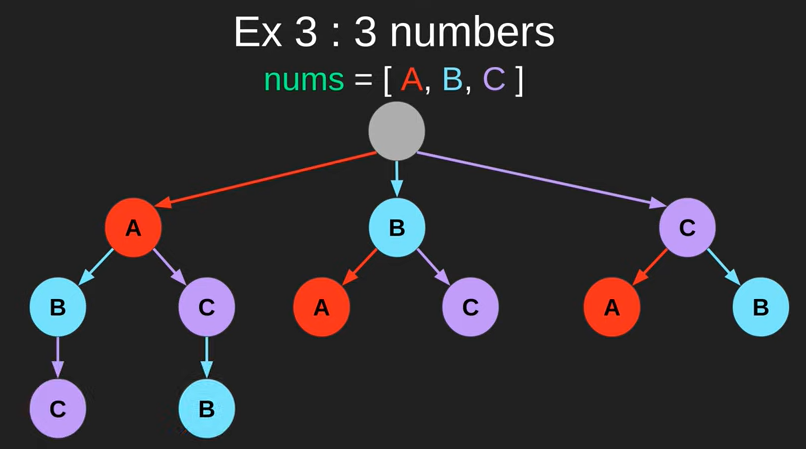 Ex 3 : 3 numbers
nums = [ A, B, C ]
A B C
B C A C A B
C B